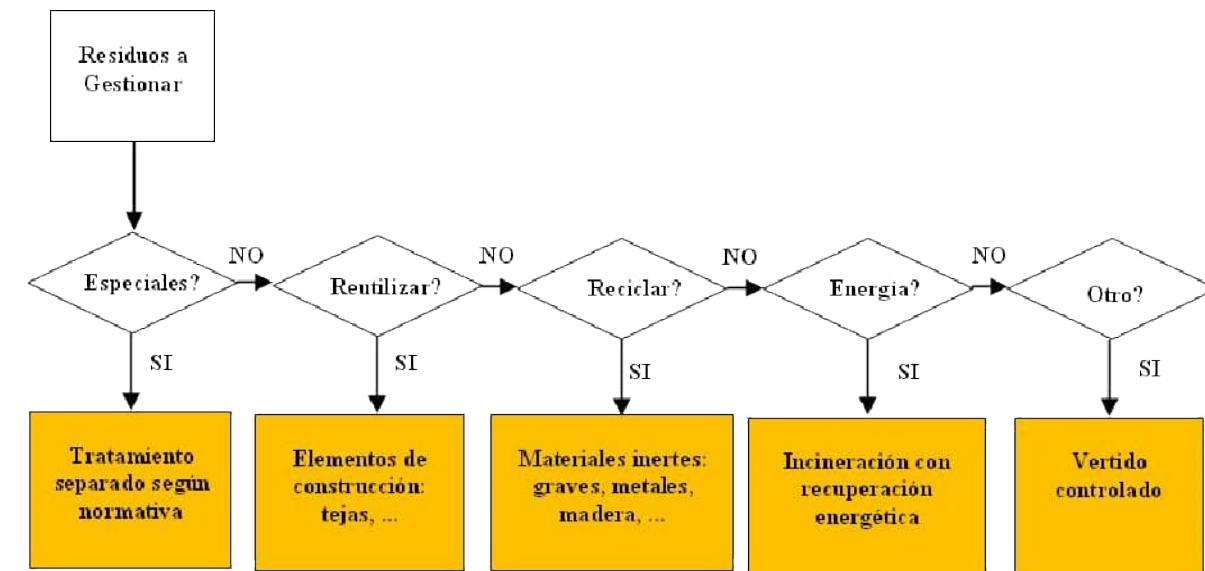 Residuos a
Gestionar
Especiales?
NO
Reutilizar?
NO
Reciclar?
NO
Energía?
NO
Otro?
SI
SI
SI
SI
SI
Tratamiento
separado según
normativa
Elementos de
construcción:
tejas, ...
Materiales inertes:
graves, metales,
madera, ...
Incineración con
recuperación
energética
Vertido
controlado